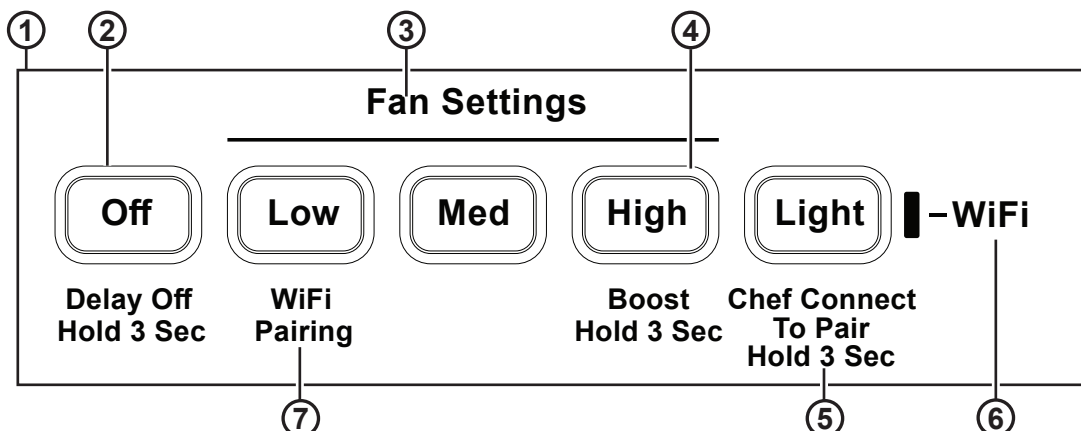 1 2 3 4
Fan Settings
Off Low Med High Light -WiFi
Delay Off
Hold 3 Sec
WiFi
Pairing
Boost
Hold 3 Sec
Chef Connect
To Pair
Hold 3 Sec
7 5 6